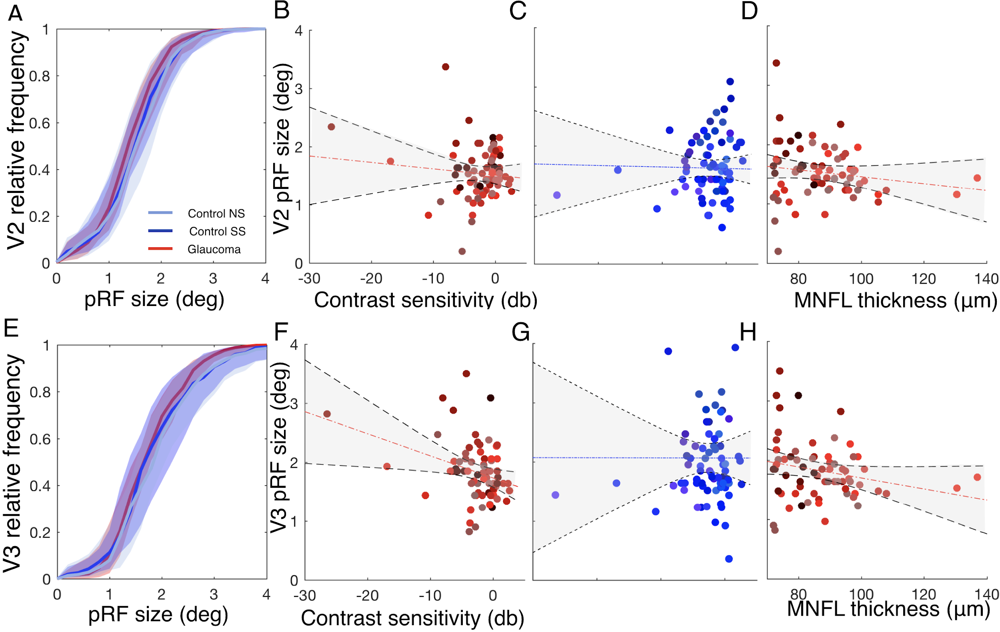 A
B
C
D
V2 relative frequency
1
0.8
0.6
0.4
0.2
0
0 1 2 3 4
pRF size (deg)
Control NS
Control SS
Glaucoma
V2 pRF size (deg)
4
3
2
1
0
-30 -20 -10 0
Contrast sensitivity (db)
80 100 120 140
MNFL thickness (µm)
E
F
G
H
V3 relative frequency
1
0.8
0.6
0.4
0.2
0
0 1 2 3 4
pRF size (deg)
V3 pRF size (deg)
4
3
2
1
0
-30 -20 -10 0
Contrast sensitivity (db)
80 100 120 140
MNFL thickness (µm)